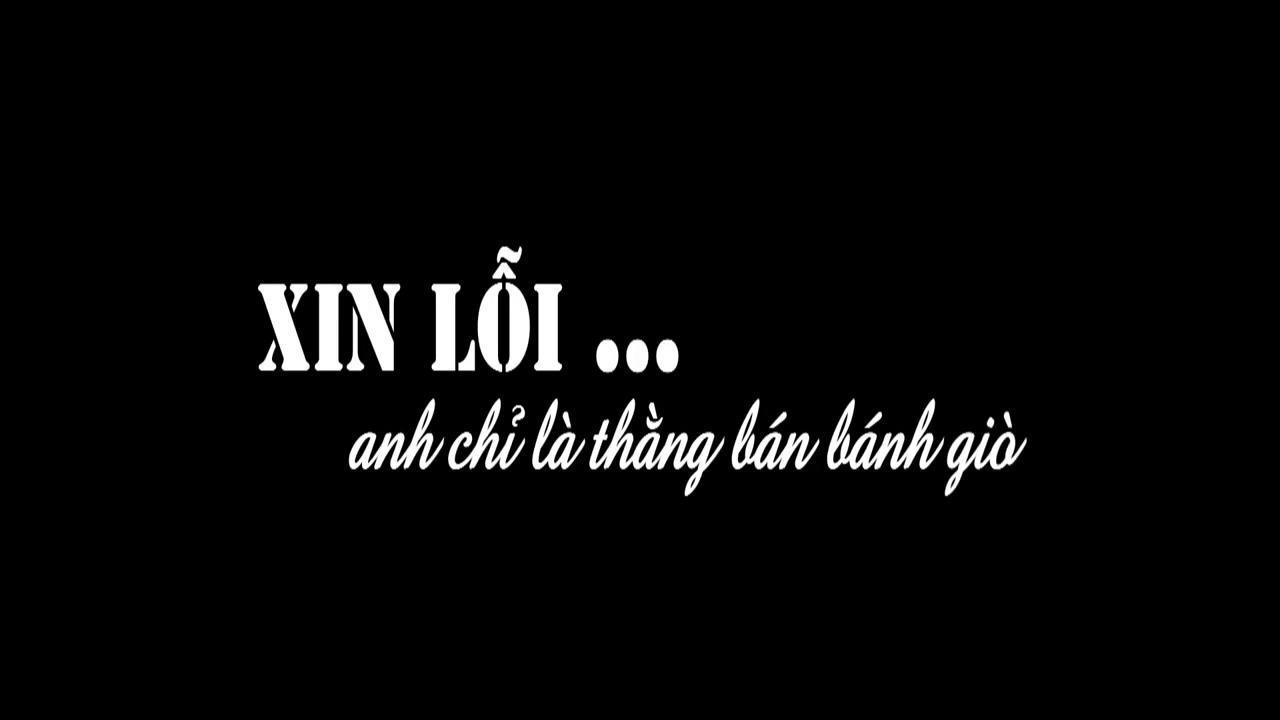 XIN LỖI ...
anh chỉ là thằng bán bánh giò